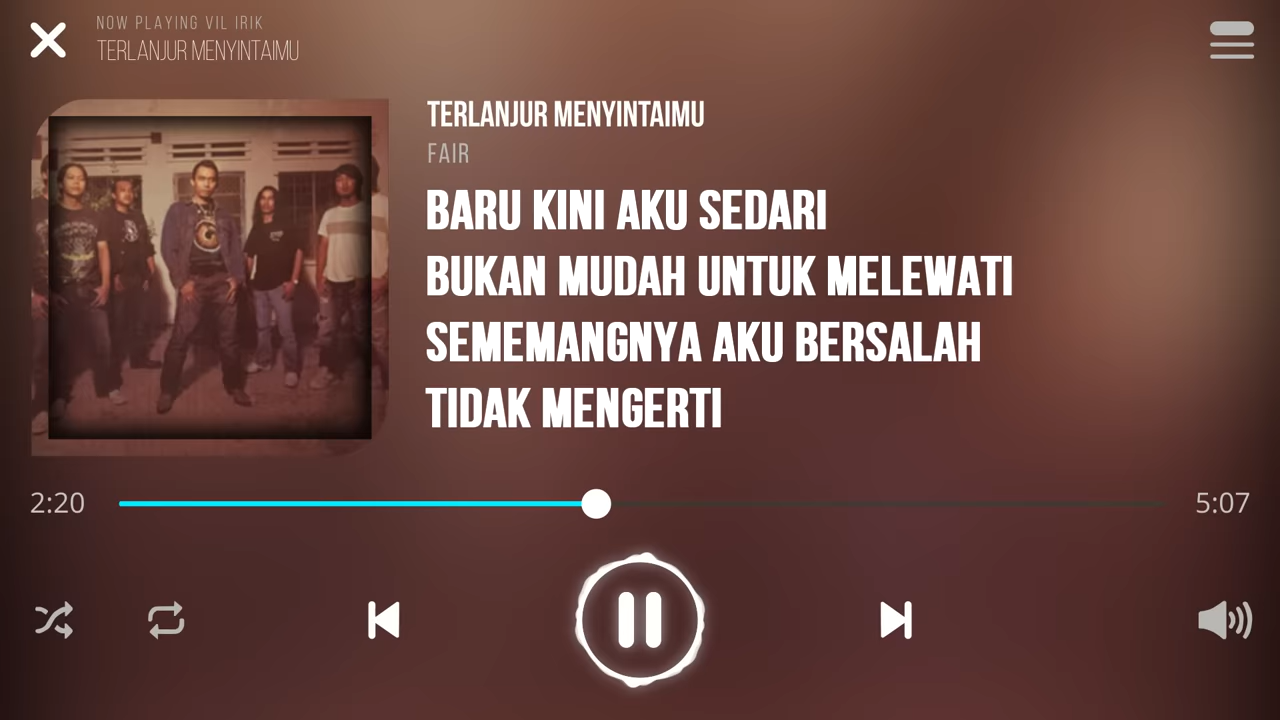 NOW PLAYING VIL IRIK
TERLANJUR MENYINTAIMU
TERLANJUR MENYINTAIMU
FAIR
BARU KINI AKU SEDARI
BUKAN MUDAH UNTUK MELEWATI
SEMEMANGNYA AKU BERSALAH
TIDAK MENGERTI
2:20
5:07